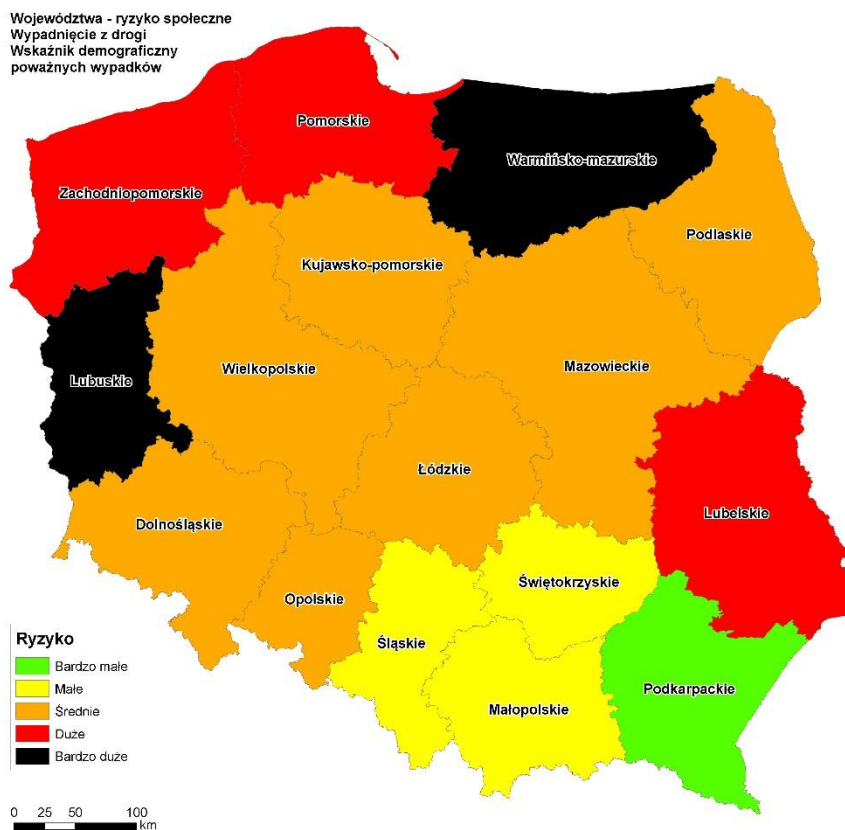 Województwa - ryzyko społeczne
Wypadnięcie z drogi
Wskaźnik demograficzny
poważnych wypadków
Pomorskie
Warmińsko-mazurskie
Zachodniopomorskie
Podlaskie
Kujawsko-pomorskie
Wielkopolskie
Mazowieckie
Lubuskie
Łódzkie
Lubelskie
Dolnośląskie
Świętokrzyskie
Opolskie
Śląskie
Podkarpackie
Małopolskie
Ryzyko
Bardzo małe
Małe
Średnie
Duże
Bardzo duże
0 25 50 100
km